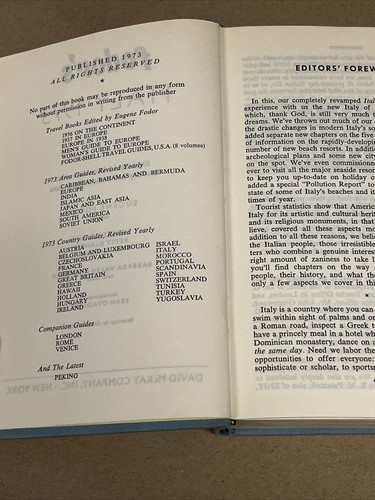 PUBLISHED 1973
ALL RIGHTS RESERVED
★
No part of this book may be reproduced in any form
without permission in writing from the publisher
Travel Books Edited by Eugene Fodor
1936 ON THE CONTINENT
1937 IN EUROPE
EUROPE IN 1938
MEN'S GUIDE TO EUROPE
WOMAN'S GUIDE TO EUROPE
FODOR-SHELL TRAVEL GUIDES, U.S.A. (8 volumes)
1973 Area Guides, Revised Yearly
CARIBBEAN, BAHAMAS AND BERMUDA
EUROPE
INDIA
ISLAMIC ASIA
JAPAN AND EAST ASIA
MEXICO
SOUTH AMERICA
SOVIET UNION
1973 Country Guides, Revised Yearly
AUSTRIA
BELGIUM AND LUXEMBOURG
CZECHOSLOVAKIA
FRANCE
GERMANY
GREAT BRITAIN
GREECE
HAWAII
HOLLAND
HUNGARY
IRELAND
ISRAEL
ITALY
MOROCCO
PORTUGAL
SCANDINAVIA
SPAIN
SWITZERLAND
TUNISIA
TURKEY
YUGOSLAVIA
Companion Guides
LONDON
ROME
VENICE
And The Latest
PEKING
EDITORS' FOREW
In this, our completely revamped Ital
experience with us the new Italy of
which, thank God, is still very much
dreams. We've thrown out much of our
the drastic changes in modern Italy's
added separate new chapters on the five
of information on the rapidly-develop
number of new beach resorts. In additio
archeological plans and some new city
on the spot. We've even commissioned
ever to visit all the major seaside resor
to keep you up-to-date on holiday
added a special "Pollution Report" to
state of some of Italy's beaches and it
times of year.
Tourist statistics show that Americ
Italy for its artistic and cultural heri
and its religious monuments, in that
lieve, covered all these aspects mo
addition to all these reasons, we belie
the Italian people, those irresistible
ters who combine a genuine interes
right amount of zaniness to take l
you'll find chapters on the way
people, their history, and what the
only a few aspects we cover in thi
★
Italy is a country where you can
swim within sight of palms and or
a Roman road, inspect a Greek t
have a princely meal in a hotel wh
Dominican monastery, dance on a
the same day. Need we labor the
opportunities to offer everyone:
sophisticate or scholar, to sports
DAVID McKAY COMPANY, INC. - NEW YORK